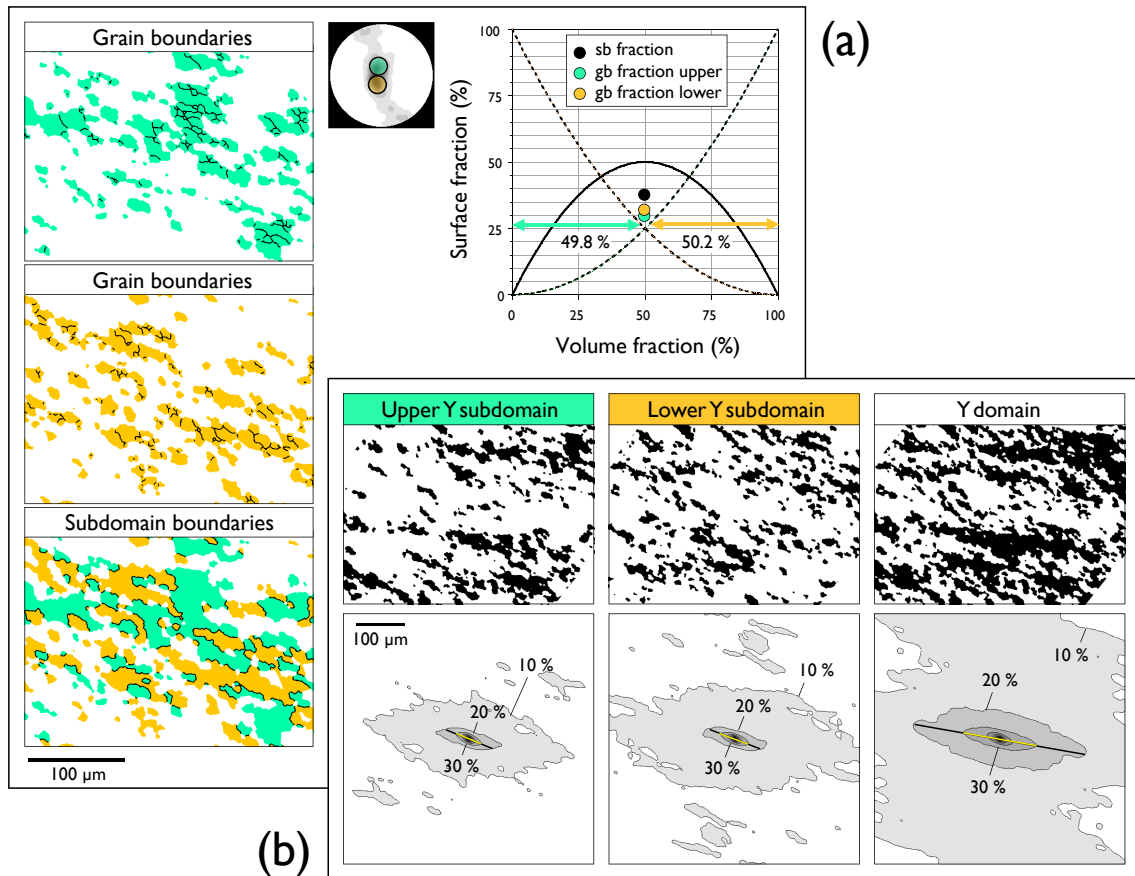 Grain boundaries
Grain boundaries
Subdomain boundaries
100 µm
(a)
Surface fraction (%)
100
75
50
25
0
sb fraction
gb fraction upper
gb fraction lower
49.8 %
50.2 %
0
25
50
75
100
Volume fraction (%)
(b)
Upper Y subdomain
Lower Y subdomain
Y domain
100 µm
10 %
20 %
30 %
10 %
20 %
30 %
10 %
20 %
30 %